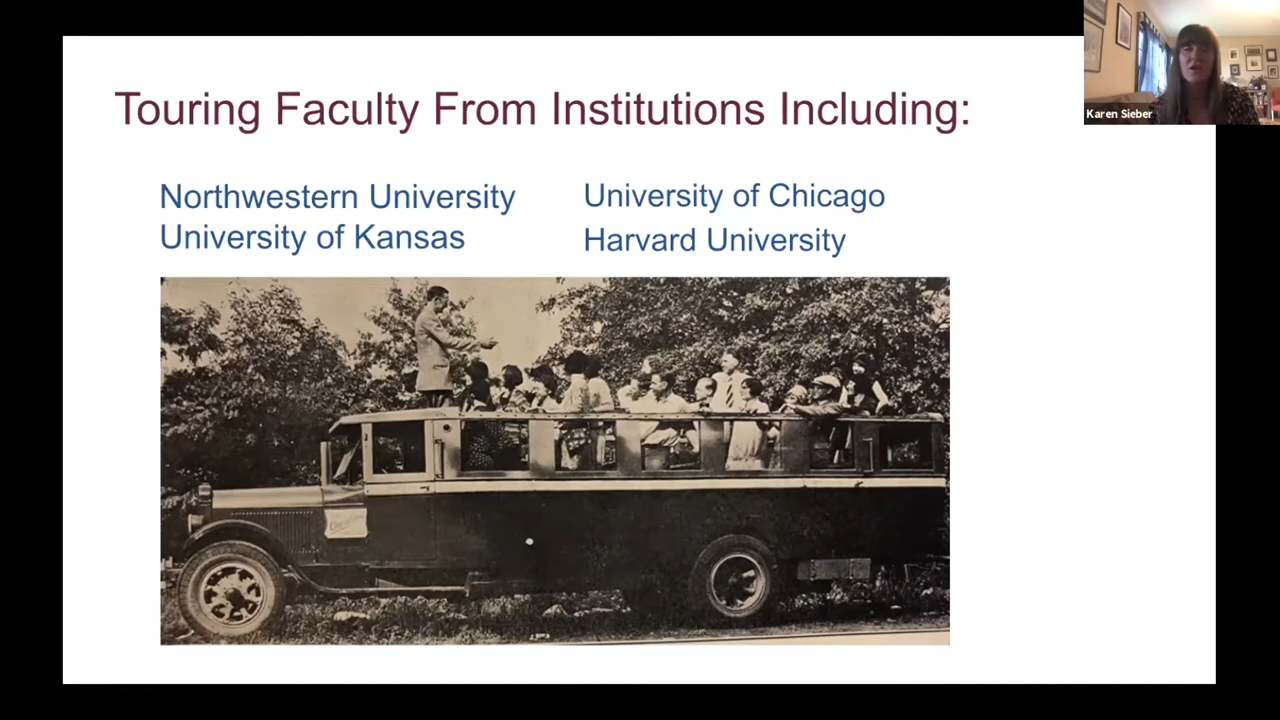 Touring Faculty From Institutions Including:
Northwestern University
University of Kansas
University of Chicago
Harvard University
Karen Sieber